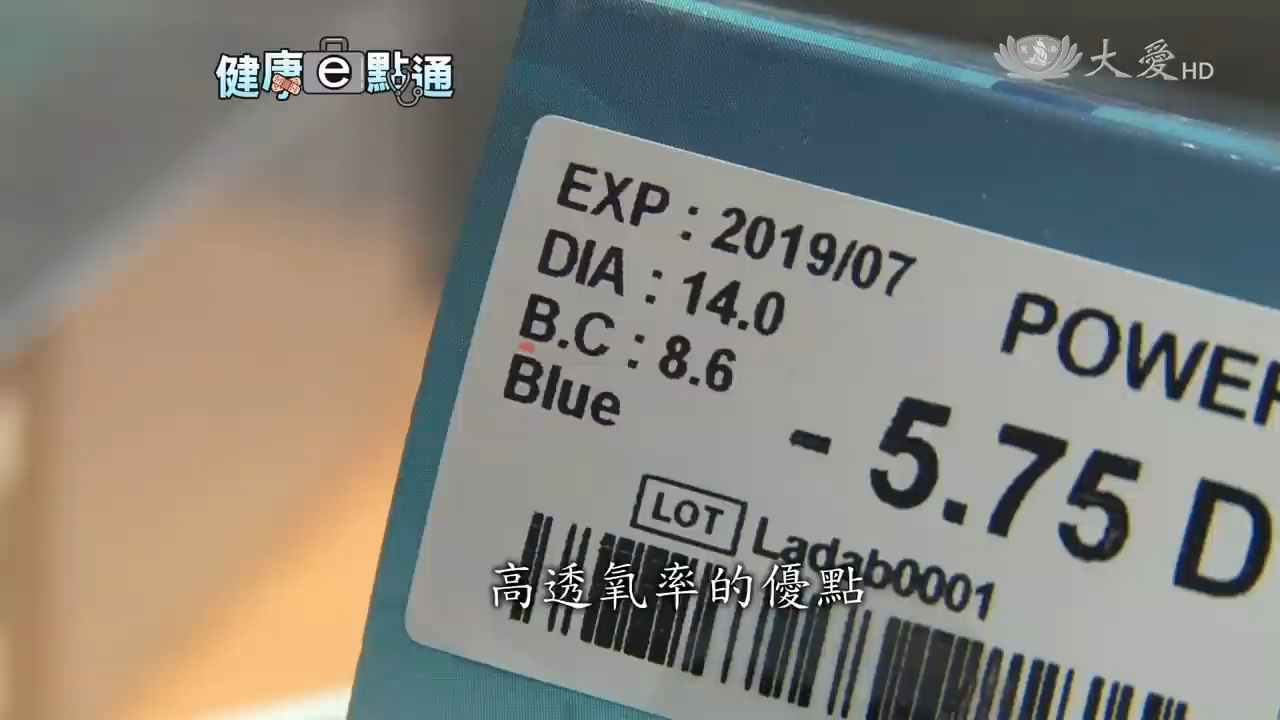 健康e點通
大愛HD
EXP : 2019/07
DIA : 14.0
B.C : 8.6
Blue
POWER
- 5.75 D
LOT Ladab0001
高透氧率的優點